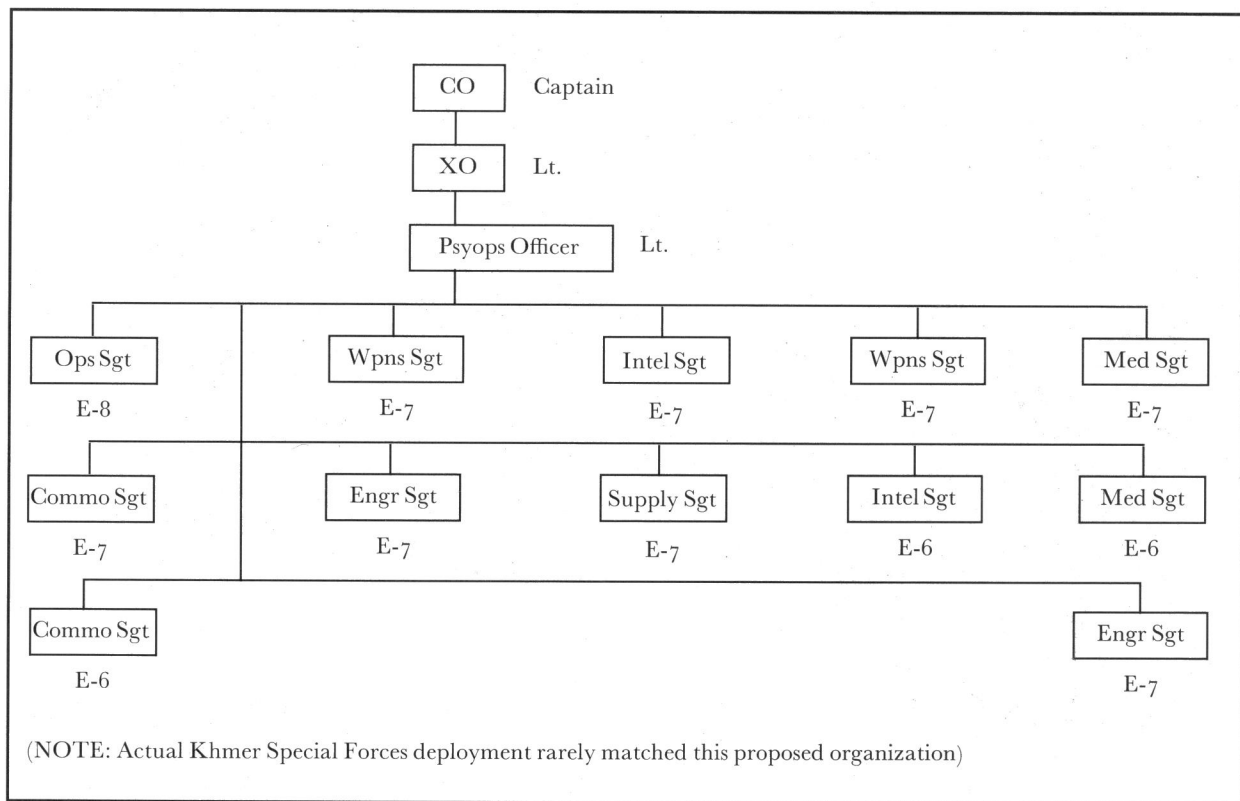 CO Captain
XO Lt.
Psyops Officer Lt.
Ops Sgt Wpns Sgt Intel Sgt Wpns Sgt Med Sgt
E-8 E-7 E-7 E-7 E-7
Commo Sgt Engr Sgt Supply Sgt Intel Sgt Med Sgt
E-7 E-7 E-7 E-6 E-6
Commo Sgt Engr Sgt
E-6 E-7
(NOTE: Actual Khmer Special Forces deployment rarely matched this proposed organization)